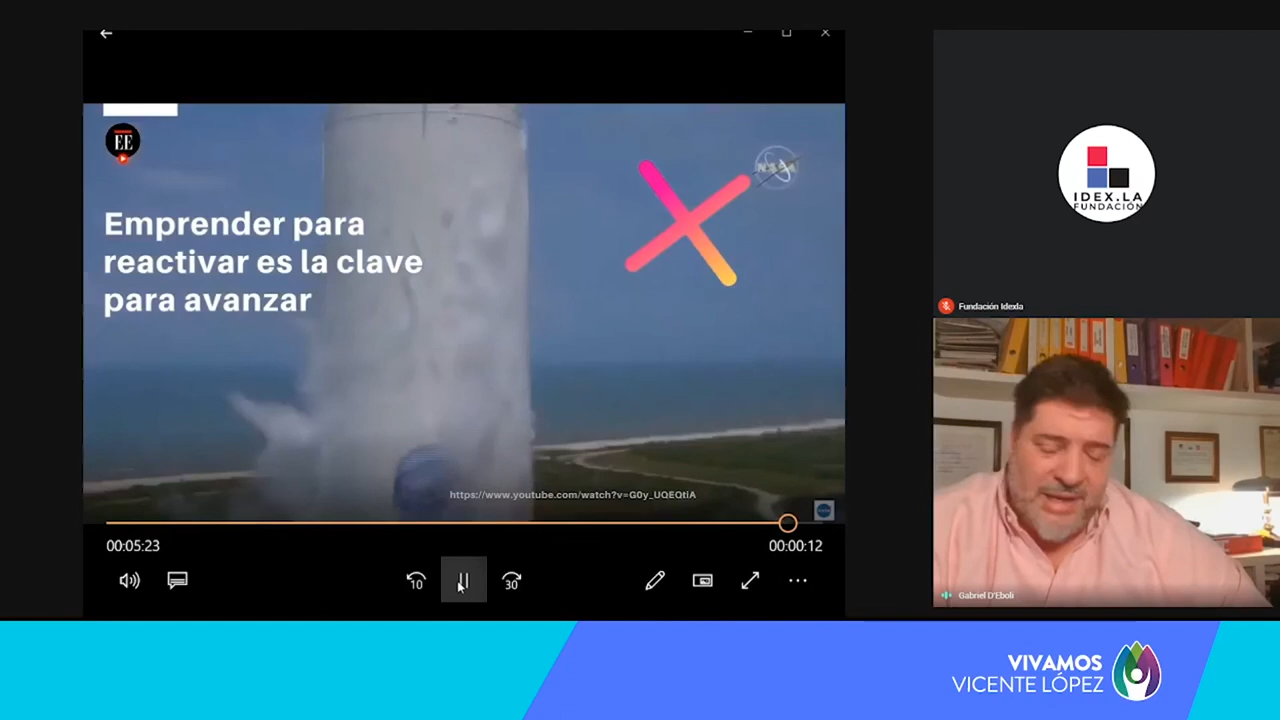 EE
NASA
Emprender para
reactivar es la clave
para avanzar
https://www.youtube.com/watch?v=G0y_UQEQtiA
00:05:23
00:00:12
10
30
IDEX.LA
FUNDACIÓN
Fundación Idexla
Gabriel D'Eboli
VIVAMOS
VICENTE LÓPEZ